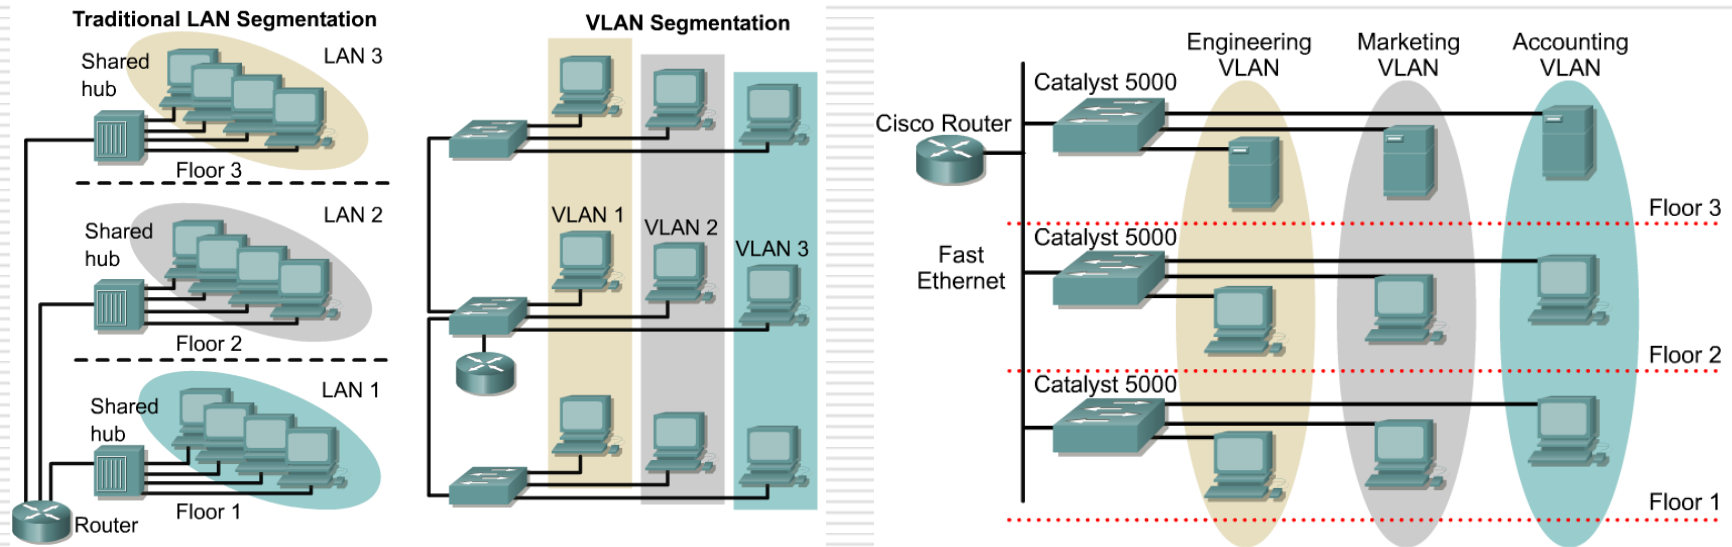 Traditional LAN Segmentation
Shared
hub
LAN 3
Floor 3
Shared
hub
LAN 2
Floor 2
Shared
hub
LAN 1
Floor 1
Router
VLAN Segmentation
VLAN 1
VLAN 2
VLAN 3
Engineering
VLAN
Marketing
VLAN
Accounting
VLAN
Catalyst 5000
Cisco Router
Floor 3
Catalyst 5000
Fast
Ethernet
Floor 2
Catalyst 5000
Floor 1